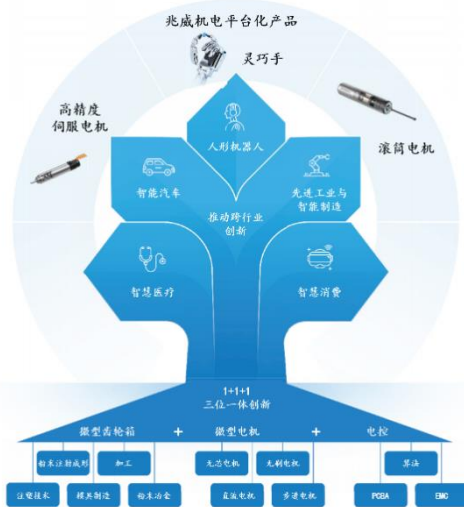 兆威机电平台化产品
灵巧手
高精度
伺服电机
滚筒电机
人形机器人
智能汽车
先进工业与
智能制造
推动跨行业
创新
智慧医疗
智慧消费
1+1+1
三位一体创新
微型齿轮箱 + 微型电机 + 电控
粉末注射成形 加工 无芯电机 无刷电机 算法
注塑技术 模具制造 粉末冶金 直流电机 步进电机 PCBA EMC